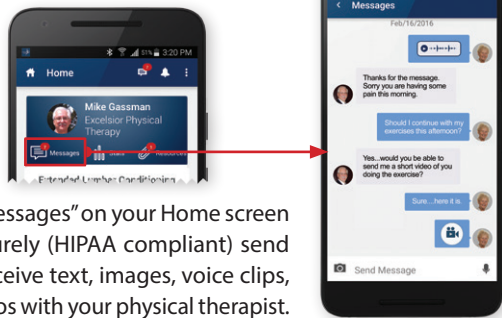 51% 3:20 PM
Home
Mike Gassman
Excelsior Physical
Therapy
Messages
Resources
Extended Lumbar Conditioning
essages" on your Home screen
urely (HIPAA compliant) send
ceive text, images, voice clips,
os with your physical therapist.
Messages
Feb/16/2016
Thanks for the message.
Sorry you are having some
pain this morning.
Should I continue with my
exercises this afternoon?
Yes...would you be able to
send me a short video of you
doing the exercise?
Sure...here it is.
Send Message